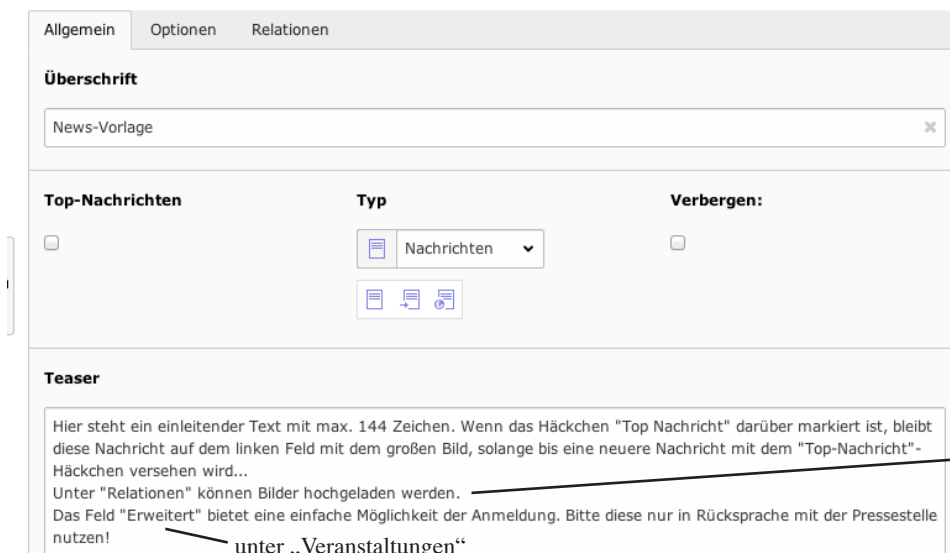 Allgemein Optionen Relationen
Überschrift
News-Vorlage
Top-Nachrichten Typ Verbergen:
Nachrichten
Teaser
Hier steht ein einleitender Text mit max. 144 Zeichen. Wenn das Häckchen "Top Nachricht" darüber markiert ist, bleibt
diese Nachricht auf dem linken Feld mit dem großen Bild, solange bis eine neuere Nachricht mit dem "Top-Nachricht"-
Häckchen versehen wird...
Unter "Relationen" können Bilder hochgeladen werden.
Das Feld "Erweitert" bietet eine einfache Möglichkeit der Anmeldung. Bitte diese nur in Rücksprache mit der Pressestelle
nutzen!
unter „Veranstaltungen“